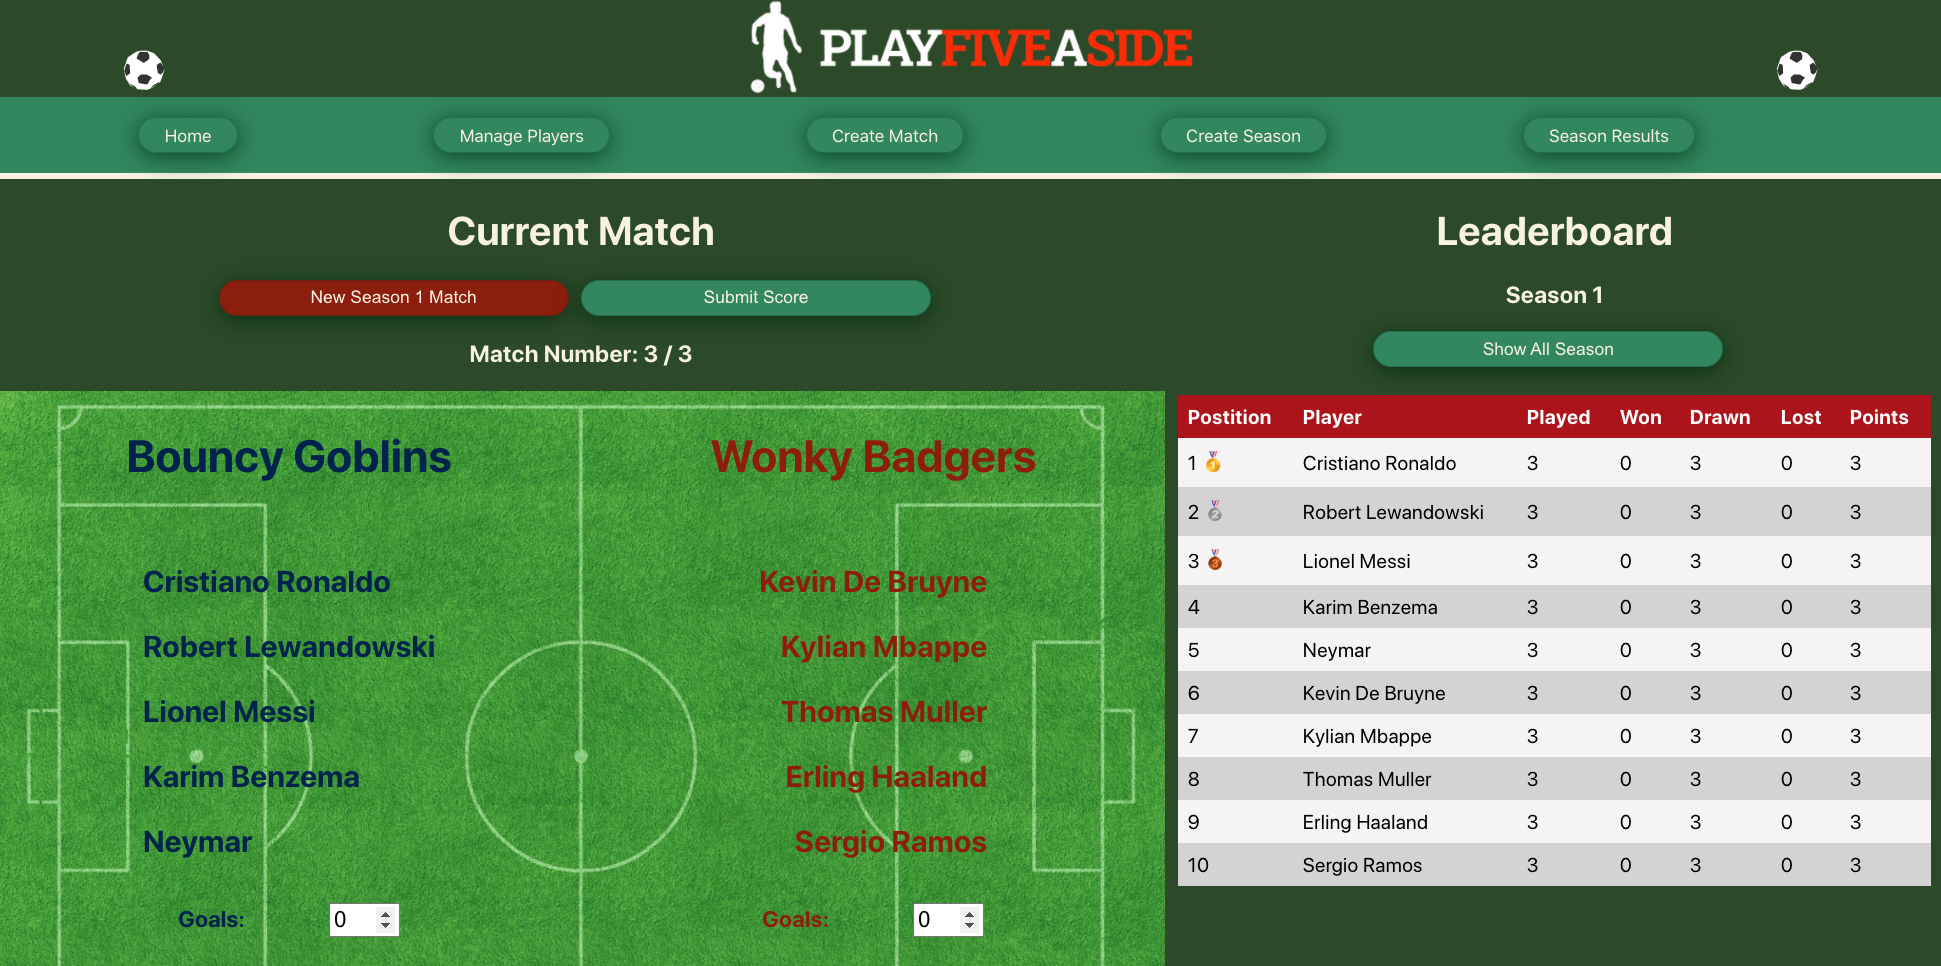 PLAYFIVEASIDE
Home Manage Players Create Match Create Season Season Results
Current Match
New Season 1 Match Submit Score
Match Number: 3 / 3
Bouncy Goblins Wonky Badgers
Cristiano Ronaldo Kevin De Bruyne
Robert Lewandowski Kylian Mbappe
Lionel Messi Thomas Muller
Karim Benzema Erling Haaland
Neymar Sergio Ramos
Goals: 0 Goals: 0
Leaderboard
Season 1
Show All Season
Postition Player Played Won Drawn Lost Points
1 🥇 Cristiano Ronaldo 3 0 3 0 3
2 🥈 Robert Lewandowski 3 0 3 0 3
3 🥉 Lionel Messi 3 0 3 0 3
4 Karim Benzema 3 0 3 0 3
5 Neymar 3 0 3 0 3
6 Kevin De Bruyne 3 0 3 0 3
7 Kylian Mbappe 3 0 3 0 3
8 Thomas Muller 3 0 3 0 3
9 Erling Haaland 3 0 3 0 3
10 Sergio Ramos 3 0 3 0 3